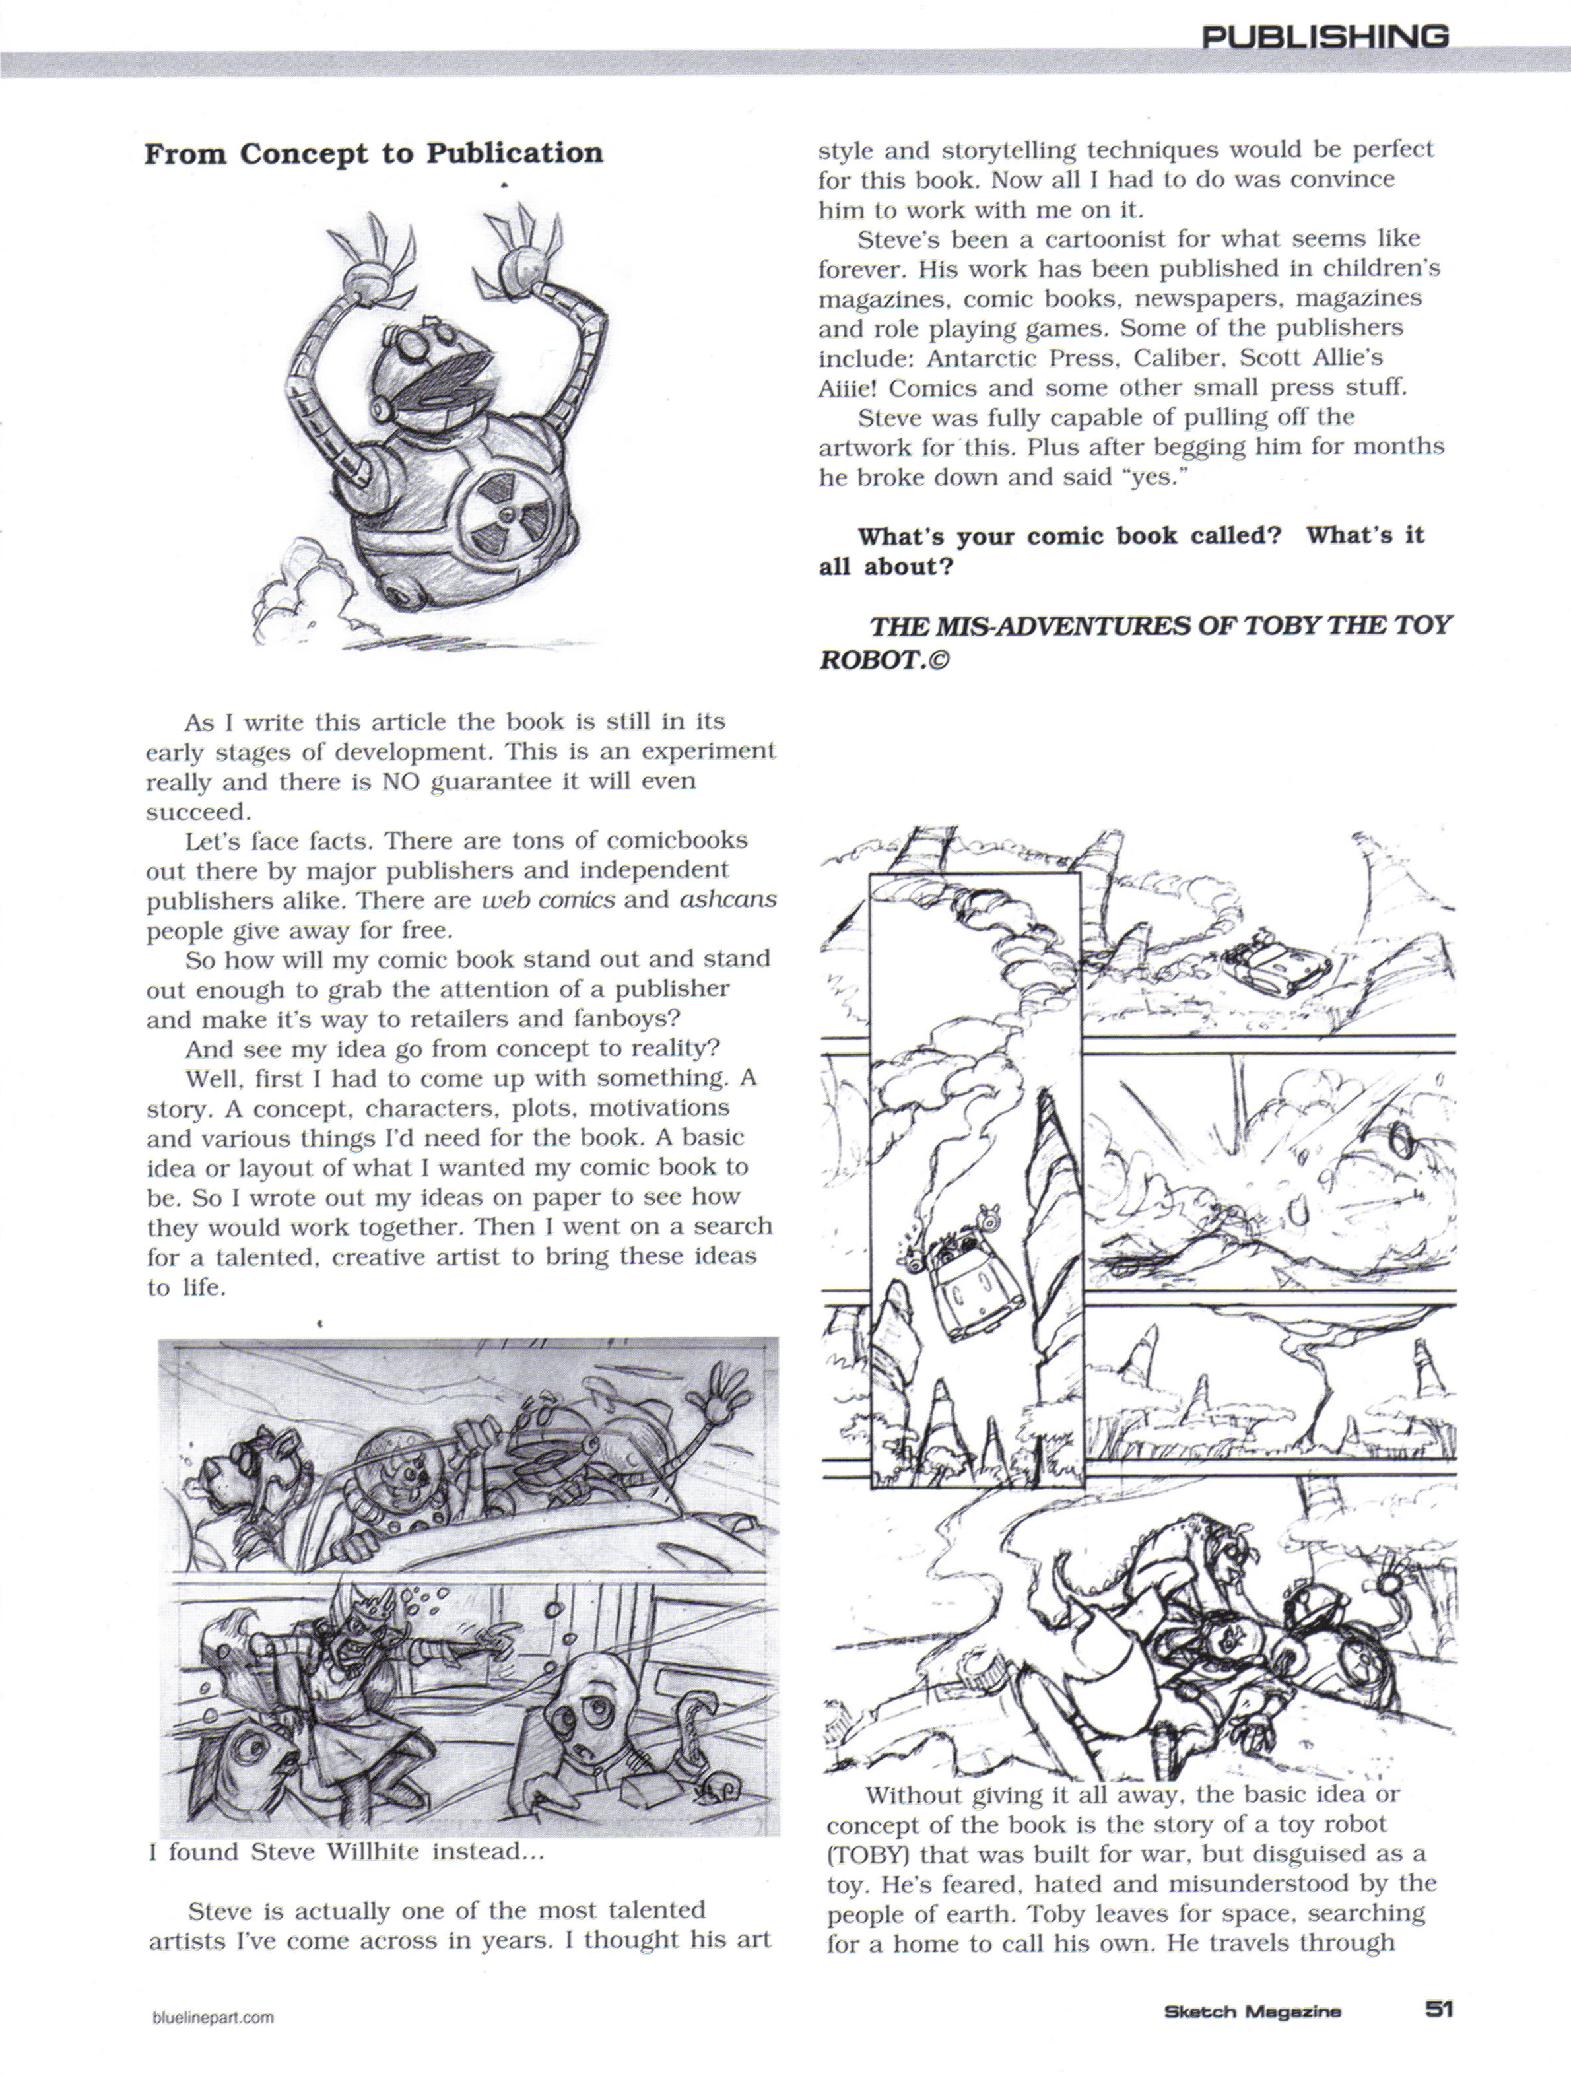 PUBLISHING
From Concept to Publication
As I write this article the book is still in its
early stages of development. This is an experiment
really and there is NO guarantee it will even
succeed.
Let's face facts. There are tons of comicbooks
out there by major publishers and independent
publishers alike. There are web comics and ashcans
people give away for free.
So how will my comic book stand out and stand
out enough to grab the attention of a publisher
and make it's way to retailers and fanboys?
And see my idea go from concept to reality?
Well, first I had to come up with something. A
story. A concept, characters, plots, motivations
and various things I'd need for the book. A basic
idea or layout of what I wanted my comic book to
be. So I wrote out my ideas on paper to see how
they would work together. Then I went on a search
for a talented, creative artist to bring these ideas
to life.
I found Steve Willhite instead...
Steve is actually one of the most talented
artists I've come across in years. I thought his art
style and storytelling techniques would be perfect
for this book. Now all I had to do was convince
him to work with me on it.
Steve's been a cartoonist for what seems like
forever. His work has been published in children's
magazines, comic books, newspapers, magazines
and role playing games. Some of the publishers
include: Antarctic Press, Caliber, Scott Allie's
Aiiie! Comics and some other small press stuff.
Steve was fully capable of pulling off the
artwork for this. Plus after begging him for months
he broke down and said “yes.”
What's your comic book called?  What's it
all about?
THE MIS-ADVENTURES OF TOBY THE TOY
ROBOT.©
Without giving it all away, the basic idea or
concept of the book is the story of a toy robot
(TOBY) that was built for war, but disguised as a
toy. He's feared, hated and misunderstood by the
people of earth. Toby leaves for space, searching
for a home to call his own. He travels through
bluelinepart.com
Sketch Magazine 51